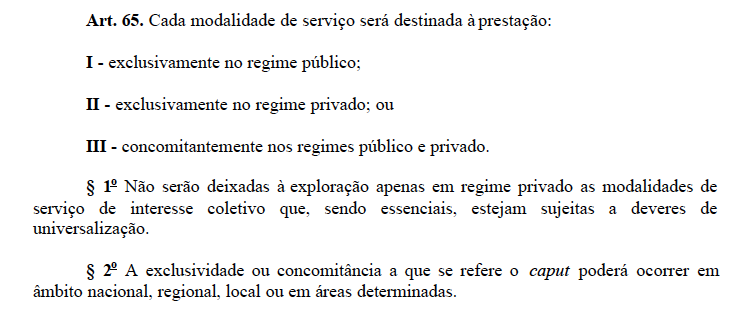 Art. 65. Cada modalidade de serviço será destinada à prestação:
I - exclusivamente no regime público;
II - exclusivamente no regime privado; ou
III - concomitantemente nos regimes público e privado.
§ 1º Não serão deixadas à exploração apenas em regime privado as modalidades de
serviço de interesse coletivo que, sendo essenciais, estejam sujeitas a deveres de
universalização.
§ 2º A exclusividade ou concomitância a que se refere o caput poderá ocorrer em
âmbito nacional, regional, local ou em áreas determinadas.